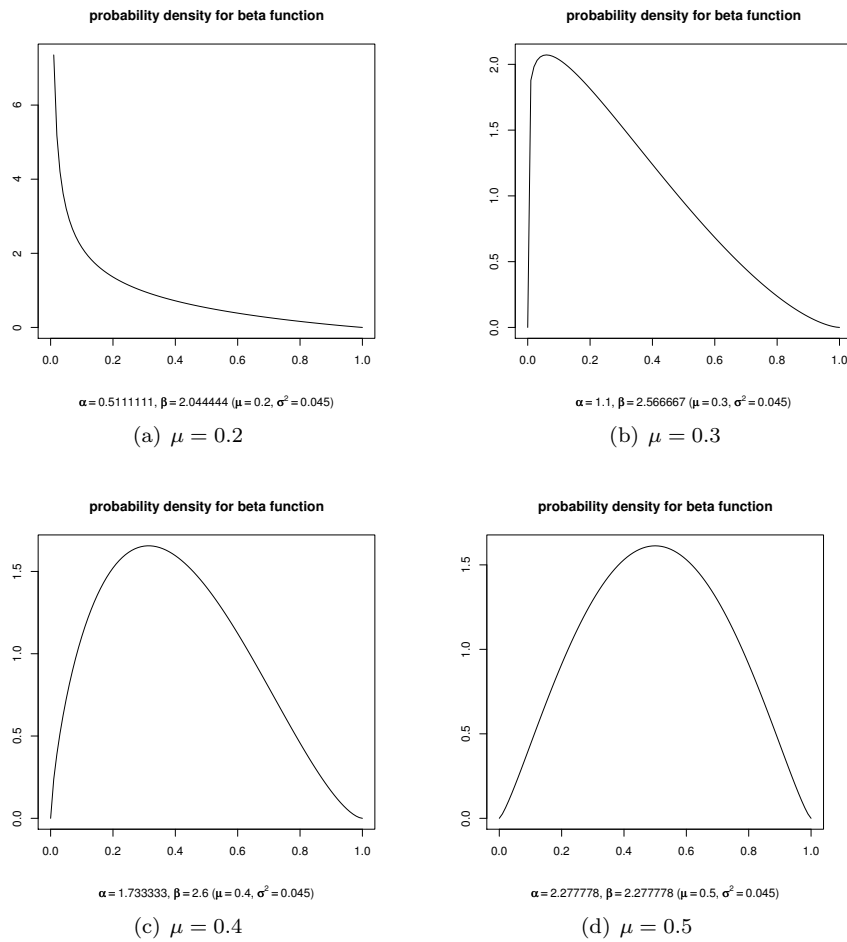 probability density for beta function
6
4
2
0
0.0 0.2 0.4 0.6 0.8 1.0
α = 0.5111111, β = 2.044444 (μ = 0.2, σ² = 0.045)
(a) μ = 0.2
probability density for beta function
2.0
1.5
1.0
0.5
0.0
0.0 0.2 0.4 0.6 0.8 1.0
α = 1.1, β = 2.566667 (μ = 0.3, σ² = 0.045)
(b) μ = 0.3
probability density for beta function
1.5
1.0
0.5
0.0
0.0 0.2 0.4 0.6 0.8 1.0
α = 1.733333, β = 2.6 (μ = 0.4, σ² = 0.045)
(c) μ = 0.4
probability density for beta function
1.5
1.0
0.5
0.0
0.0 0.2 0.4 0.6 0.8 1.0
α = 2.277778, β = 2.277778 (μ = 0.5, σ² = 0.045)
(d) μ = 0.5